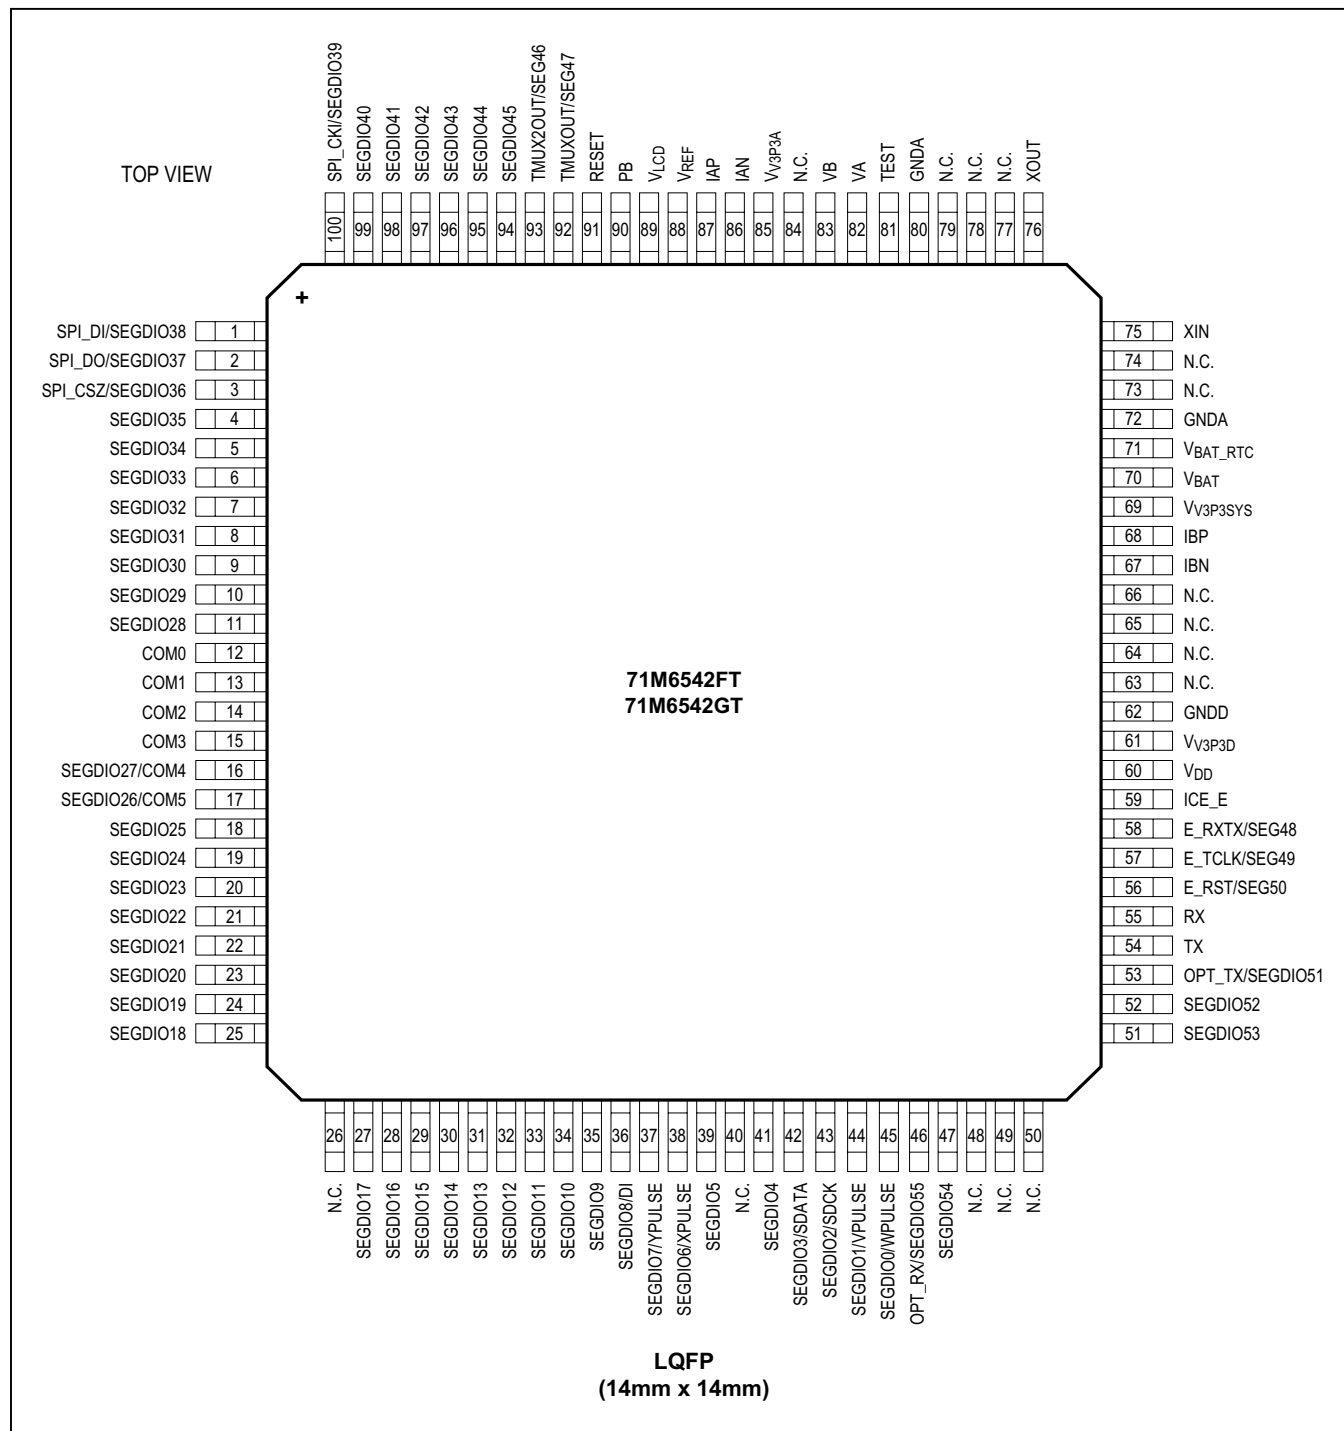 TOP VIEW
SPI_CKI/SEGDIO39
SEGDIO40
SEGDIO41
SEGDIO42
SEGDIO43
SEGDIO44
SEGDIO45
TMUX2OUT/SEG46
TMUXOUT/SEG47
RESET
PB
VLCD
VREF
IAP
IAN
VV3P3A
N.C.
VB
VA
TEST
GNDA
N.C.
N.C.
N.C.
XOUT
100 99 98 97 96 95 94 93 92 91 90 89 88 87 86 85 84 83 82 81 80 79 78 77 76
+
SPI_DI/SEGDIO38 1
SPI_DO/SEGDIO37 2
SPI_CSZ/SEGDIO36 3
SEGDIO35 4
SEGDIO34 5
SEGDIO33 6
SEGDIO32 7
SEGDIO31 8
SEGDIO30 9
SEGDIO29 10
SEGDIO28 11
COM0 12
COM1 13
COM2 14
COM3 15
SEGDIO27/COM4 16
SEGDIO26/COM5 17
SEGDIO25 18
SEGDIO24 19
SEGDIO23 20
SEGDIO22 21
SEGDIO21 22
SEGDIO20 23
SEGDIO19 24
SEGDIO18 25
71M6542FT
71M6542GT
75 XIN
74 N.C.
73 N.C.
72 GNDA
71 VBAT_RTC
70 VBAT
69 VV3P3SYS
68 IBP
67 IBN
66 N.C.
65 N.C.
64 N.C.
63 N.C.
62 GNDD
61 VV3P3D
60 VDD
59 ICE_E
58 E_RXTX/SEG48
57 E_TCLK/SEG49
56 E_RST/SEG50
55 RX
54 TX
53 OPT_TX/SEGDIO51
52 SEGDIO52
51 SEGDIO53
26 27 28 29 30 31 32 33 34 35 36 37 38 39 40 41 42 43 44 45 46 47 48 49 50
N.C.
SEGDIO17
SEGDIO16
SEGDIO15
SEGDIO14
SEGDIO13
SEGDIO12
SEGDIO11
SEGDIO10
SEGDIO9
SEGDIO8/DI
SEGDIO7/YPULSE
SEGDIO6/XPULSE
SEGDIO5
N.C.
SEGDIO4
SEGDIO3/SDATA
SEGDIO2/SDCK
SEGDIO1/VPULSE
SEGDIO0/WPULSE
OPT_RX/SEGDIO55
SEGDIO54
N.C.
N.C.
N.C.
LQFP
(14mm x 14mm)